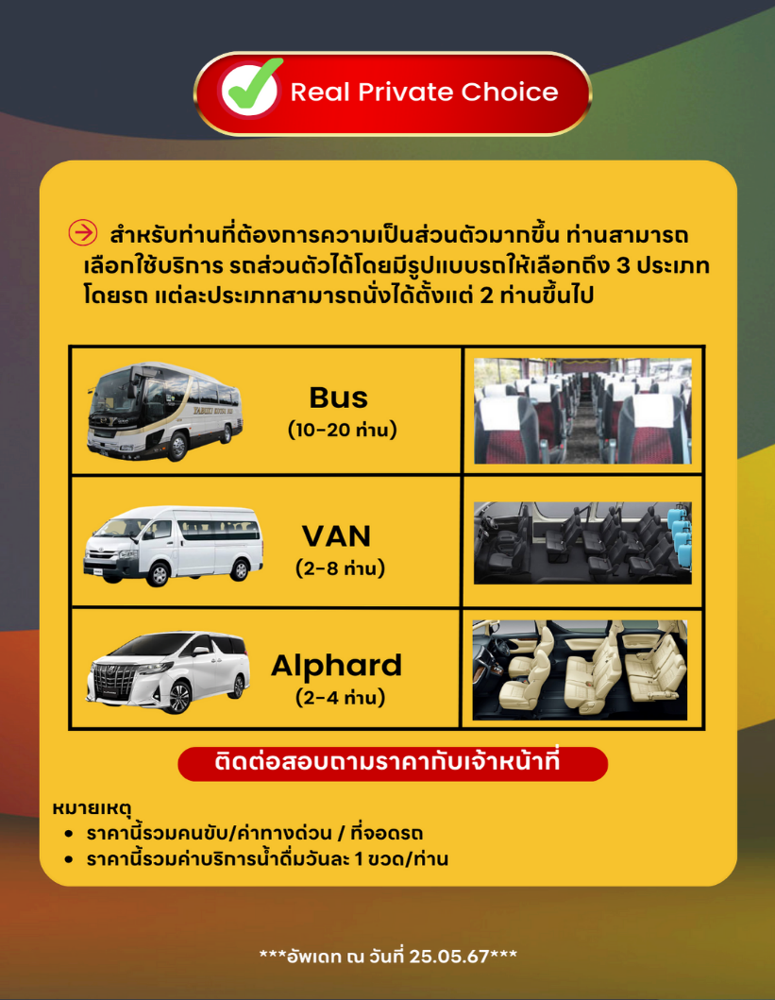 Real Private Choice
สำหรับท่านที่ต้องการความเป็นส่วนตัวมากขึ้น ท่านสามารถ
เลือกใช้บริการ รถส่วนตัวได้โดยมีรูปแบบรถให้เลือกถึง 3 ประเภท
โดยรถ แต่ละประเภทสามารถนั่งได้ตั้งแต่ 2 ท่านขึ้นไป
Bus
(10-20 ท่าน)
VAN
(2-8 ท่าน)
Alphard
(2-4 ท่าน)
ติดต่อสอบถามราคากับเจ้าหน้าที่
หมายเหตุ
• ราคานี้รวมคนขับ/ค่าทางด่วน / ที่จอดรถ
• ราคานี้รวมค่าบริการน้ำดื่มวันละ 1 ขวด/ท่าน
***อัพเดท ณ วันที่ 25.05.67***